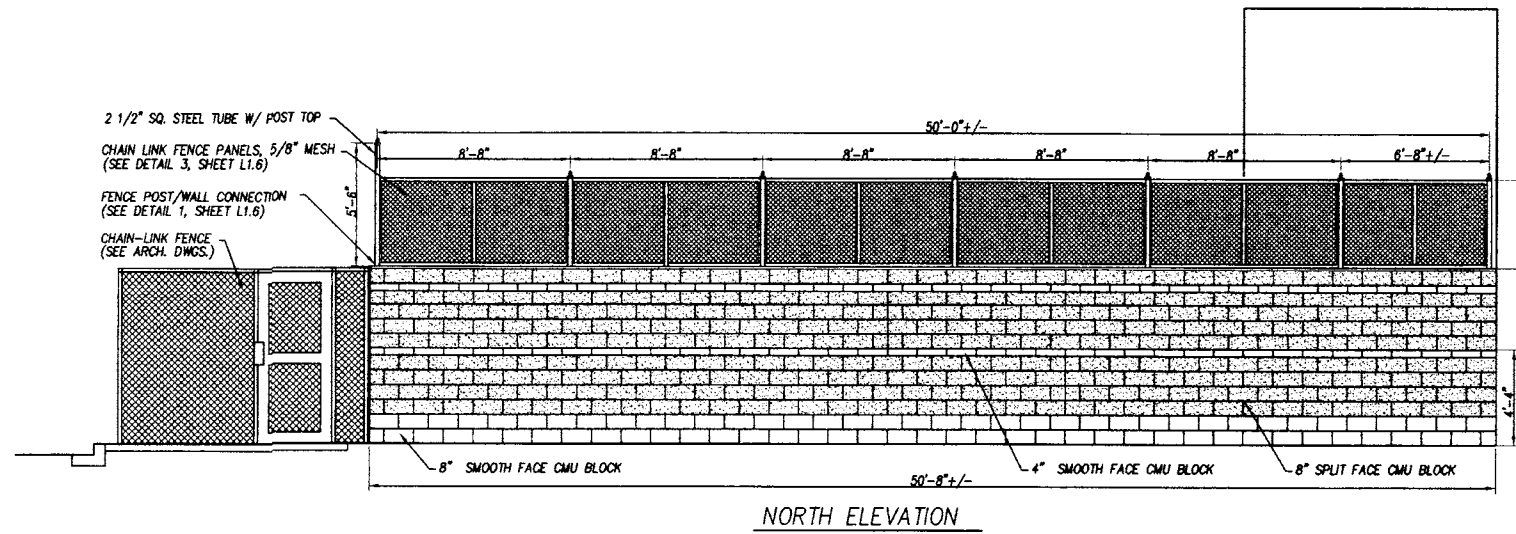 2 1/2" SQ. STEEL TUBE W/ POST TOP
CHAIN LINK FENCE PANELS, 5/8" MESH
(SEE DETAIL 3, SHEET L1.6)
FENCE POST/WALL CONNECTION
(SEE DETAIL 1, SHEET L1.6)
CHAIN-LINK FENCE
(SEE ARCH. DWGS.)
50'-0"+/-
8'-8"
8'-8"
8'-8"
8'-8"
8'-8"
6'-8"+/-
5'-6"
4'-4"
8" SMOOTH FACE CMU BLOCK
4" SMOOTH FACE CMU BLOCK
8" SPLIT FACE CMU BLOCK
50'-8"+/-
NORTH ELEVATION